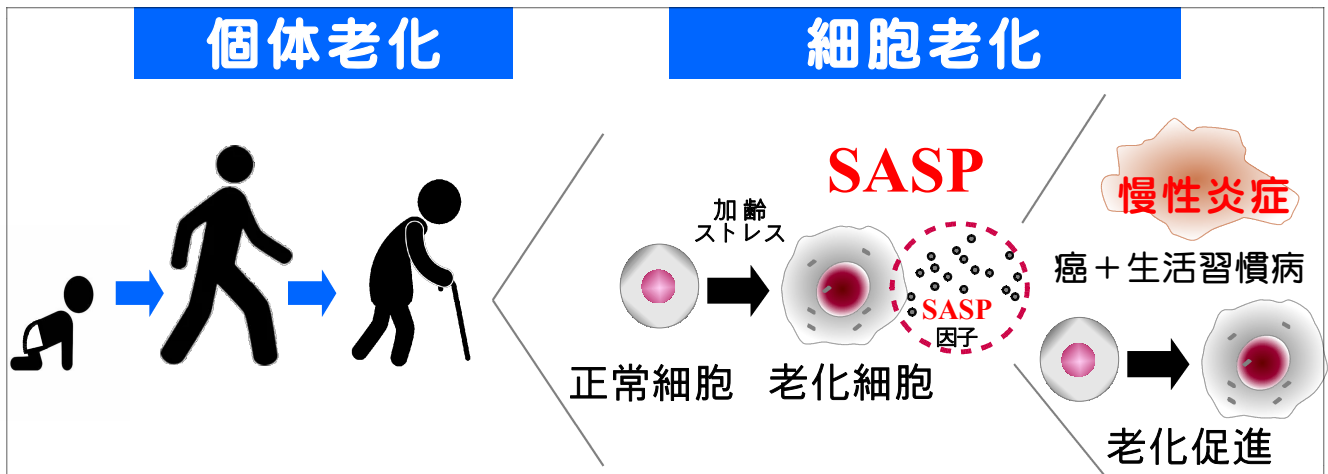 個体老化
細胞老化
SASP
加齢
ストレス
SASP
因子
正常細胞
老化細胞
慢性炎症
癌＋生活習慣病
老化促進